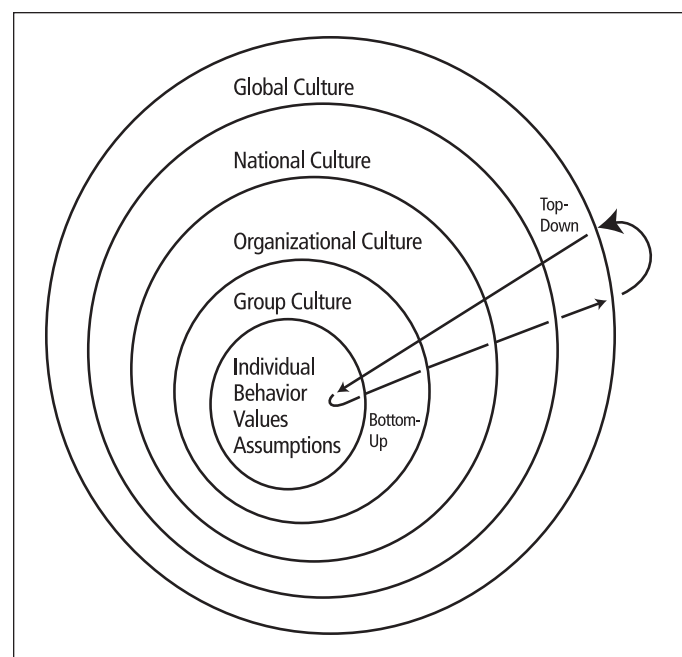 Global Culture
National Culture
Top-
Down
Organizational Culture
Group Culture
Individual
Behavior
Values
Assumptions
Bottom-
Up